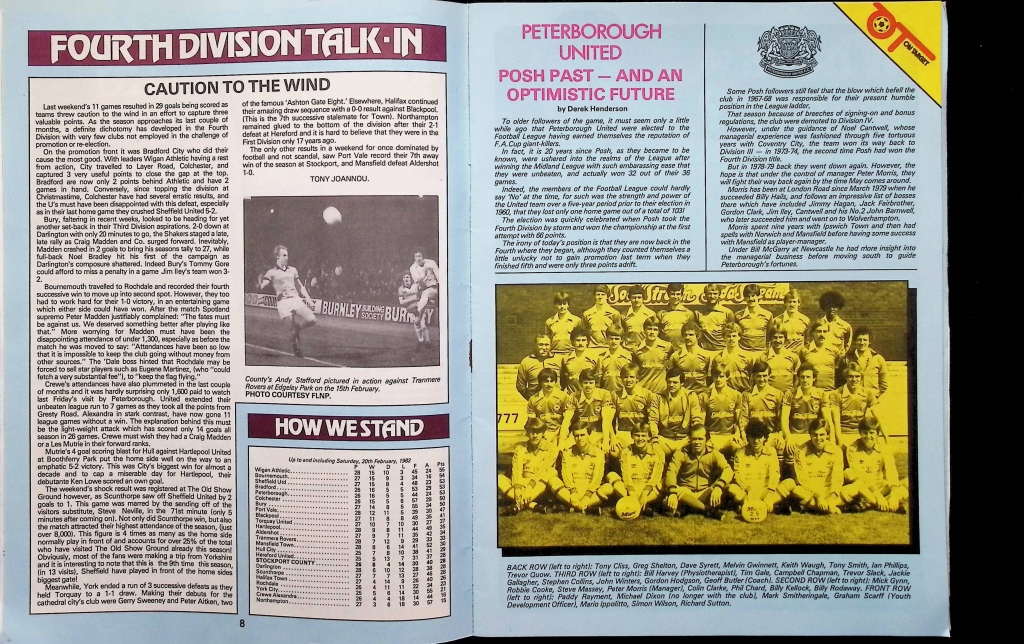 FOURTH DIVISION TALK-IN
CAUTION TO THE WIND
Last weekend's 11 games resulted in 29 goals being scored as
teams threw caution to the wind in an effort to capture three
valuable points. As the season approaches its last couple of
months, a definite dichotomy has developed in the Fourth
Division with very few clubs not employed in the challenge of
promotion or re-election.
On the promotion front it was Bradford City who did their
cause the most good. With leaders Wigan Athletic having a rest
from action, City travelled to Layer Road, Colchester, and
captured 3 very useful points to close the gap at the top.
Bradford are now only 2 points behind Athletic and have 2
games in hand. Conversely, since topping the division at
Christmastime, Colchester have had several erratic results, and
the U's must have been disappointed with this defeat, especially
as in their last home game they crushed Sheffield United 5-2.
Bury, faltering in recent weeks, looked to be heading for yet
another set-back in their Third Division aspirations. 2-0 down at
Darlington with only 20 minutes to go, the Shakers staged a late,
late rally as Craig Madden and Co. surged forward. Inevitably,
Madden crashed in 2 goals to bring his seasons tally to 27, while
full-back Noel Bradley hit his first of the campaign as
Darlington's composure shattered. Indeed Bury's Tommy Gore
could afford to miss a penalty in a game Jim Iley's team won 3-
2.
Bournemouth travelled to Rochdale and recorded their fourth
successive win to move up into second spot. However, they too
had to work hard for their 1-0 victory, in an entertaining game
which either side could have won. After the match Spotland
supremo Peter Madden justifiably complained: "The fates must
be against us. We deserved something better after playing like
that." More worrying for Madden must have been the
disappointing attendance of under 1,300, especially as before the
match he was moved to say: "Attendances have been so low
that it is impossible to keep the club going without money from
other sources." The 'Dale boss hinted that Rochdale may be
forced to sell star players such as Eugene Martinez, (who "could
fetch a very substantial fee"), to "keep the flag flying."
Crewe's attendances have also plummeted in the last couple
of months and it was hardly surprising only 1,600 paid to watch
last Friday's visit by Peterborough. United extended their
unbeaten league run to 7 games as they took all the points from
Gresty Road. Alexandra in stark contrast, have now gone 11
league games without a win. The explanation behind this must
be the light-weight attack which has scored only 14 goals all
season in 26 games. Crewe must wish they had a Craig Madden
or a Les Mutrie in their forward ranks.
Mutrie's 4 goal scoring blast for Hull against Hartlepool United
at Boothferry Park put the home side well on the way to an
emphatic 5-2 victory. This was City's biggest win for almost a
decade and to cap a miserable day for Hartlepool, their
debutante Ken Lowe scored an own goal.
The weekend's shock result was registered at The Old Show
Ground however, as Scunthorpe saw off Sheffield United by 2
goals to 1. This game was marred by the sending off of the
visitors substitute, Steve Neville, in the 71st minute (only 5
minutes after coming on). Not only did Scunthorpe win, but also
the match attracted their highest attendance of the season, (just
over 8,000). This figure is 4 times as many as the home side
normally play in front of and accounts for over 25% of the total
who have visited The Old Show Ground already this season!
Obviously, most of the fans were making a trip from Yorkshire
and it is interesting to note that this is the 9th time this season,
(in 13 visits), Sheffield have played in front of the home sides
biggest gate!
Meanwhile, York ended a run of 3 successive defeats as they
held Torquay to a 1-1 draw. Making their debuts for the
cathedral city's club were Gerry Sweeney and Peter Aitken, two
of the famous 'Ashton Gate Eight.' Elsewhere, Halifax continued
their amazing draw sequence with a 0-0 result against Blackpool,
(This is the 7th successive stalemate for Town). Northampton
remained glued to the bottom of the division after their 2-1
defeat at Hereford and it is hard to believe that they were in the
First Division only 17 years ago.
The only other results in a weekend for once dominated by
football and not scandal, saw Port Vale record their 7th away
win of the season at Stockport, and Mansfield defeat Aldershot
1-0.
TONY JOANNOU.
BURNLEY BUILDING SOCIETY BUR
County's Andy Stafford pictured in action against Tranmere
Rovers at Edgeley Park on the 15th February.
PHOTO COURTESY FLNP.
HOW WE STAND
Up to and including Saturday, 20th February, 1982
P W D L F A Pts
Wigan Athletic
Bournemouth
Sheffield Utd
Bradford
Peterborough
Colchester
Bury
Port Vale
Blackpool
Torquay United
Hartlepool
Aldershot
Tranmere Rovers
Mansfield Town
Hull City
Hereford United
STOCKPORT COUNTY
Darlington
Scunthorpe
Halifax Town
Rochdale
York City
Crewe Alexandra
Northampton
8
PETERBOROUGH
UNITED
POSH PAST — AND AN
OPTIMISTIC FUTURE
by Derek Henderson
To older followers of the game, it must seem only a little
while ago that Peterborough United were elected to the
Football League having earned themselves the reputation of
F.A.Cup giant-killers.
In fact, it is 20 years since Posh, as they became to be
known, were ushered into the realms of the League after
winning the Midland League with such embarassing ease that
they were unbeaten, and actually won 32 out of their 36
games.
Indeed, the members of the Football League could hardly
say 'No' at the time, for such was the strength and power of
the United team over a five-year period prior to their election in
1960, that they lost only one home game out of a total of 103!
The election was quickly celebrated when Posh took the
Fourth Division by storm and won the championship at the first
attempt with 66 points.
The irony of today's position is that they are now back in the
Fourth where they began, although they counted themselves a
little unlucky not to gain promotion last term when they
finished fifth and were only three points adrift.
OT
ON TARGET
Some Posh followers still feel that the blow which befell the
club in 1967-68 was responsible for their present humble
position in the League ladder.
That season because of breeches of signing-on and bonus
regulations, the club were demoted to Division IV.
However, under the guidance of Noel Cantwell, whose
managerial experience was fashioned through five tortuous
years with Coventry City, the team won its way back to
Division III — in 1973-74, the second time Posh had won the
Fourth Division title.
But in 1978-79 back they went down again. However, the
hope is that under the control of manager Peter Morris, they
will fight their way back again by the time May comes around.
Morris has been at London Road since March 1979 when he
succeeded Billy Hails, and follows an impressive list of bosses
there which have included Jimmy Hagan, Jack Fairbrother,
Gordon Clark, Jim Iley, Cantwell and his No.2 John Barnwell,
who later succeeded him and went on to Wolverhampton.
Morris spent nine years with Ipswich Town and then had
spells with Norwich and Mansfield before having some success
with Mansfield as player-manager.
Under Bill McGarry at Newcastle he had more insight into
the managerial business before moving south to guide
Peterborough's fortunes.
777
BACK ROW (left to right): Tony Cliss, Greg Shelton, Dave Syrett, Melvin Gwinnett, Keith Waugh, Tony Smith, Ian Phillips,
Trevor Quow. THIRD ROW (left to right): Bill Harvey (Physiotherapist), Tim Gale, Campbell Chapman, Trevor Slack, Jackie
Gallagher, Stephen Collins, John Winters, Gordon Hodgson, Geoff Butler (Coach). SECOND ROW (left to right): Mick Gynn,
Robbie Cooke, Steve Massey, Peter Morris (Manager), Colin Clarke, Phil Chard, Billy Kellock, Billy Rodaway. FRONT ROW
(left to right): Paddy Rayment, Michael Dixon (no longer with the club), Mark Smitheringale, Graham Scarff (Youth
Development Officer), Mario Ippolitto, Simon Wilson, Richard Sutton.